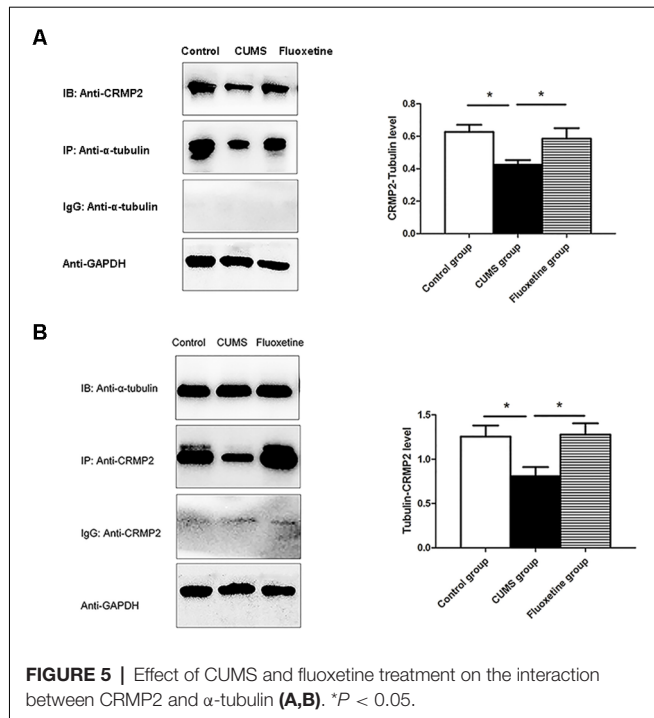 A
Control CUMS Fluoxetine
IB: Anti-CRMP2
IP: Anti-α-tubulin
IgG: Anti-α-tubulin
Anti-GAPDH
CRMP2-Tubulin level
0.8
0.6
0.4
0.2
0.0
* *
Control group
CUMS group
Fluoxetine group
B
Control CUMS Fluoxetine
IB: Anti-α-tubulin
IP: Anti-CRMP2
IgG: Anti-CRMP2
Anti-GAPDH
Tubulin-CRMP2 level
1.5
1.0
0.5
0.0
* *
Control group
CUMS group
Fluoxetine group
FIGURE 5 | Effect of CUMS and fluoxetine treatment on the interaction
between CRMP2 and α-tubulin (A,B). *P < 0.05.